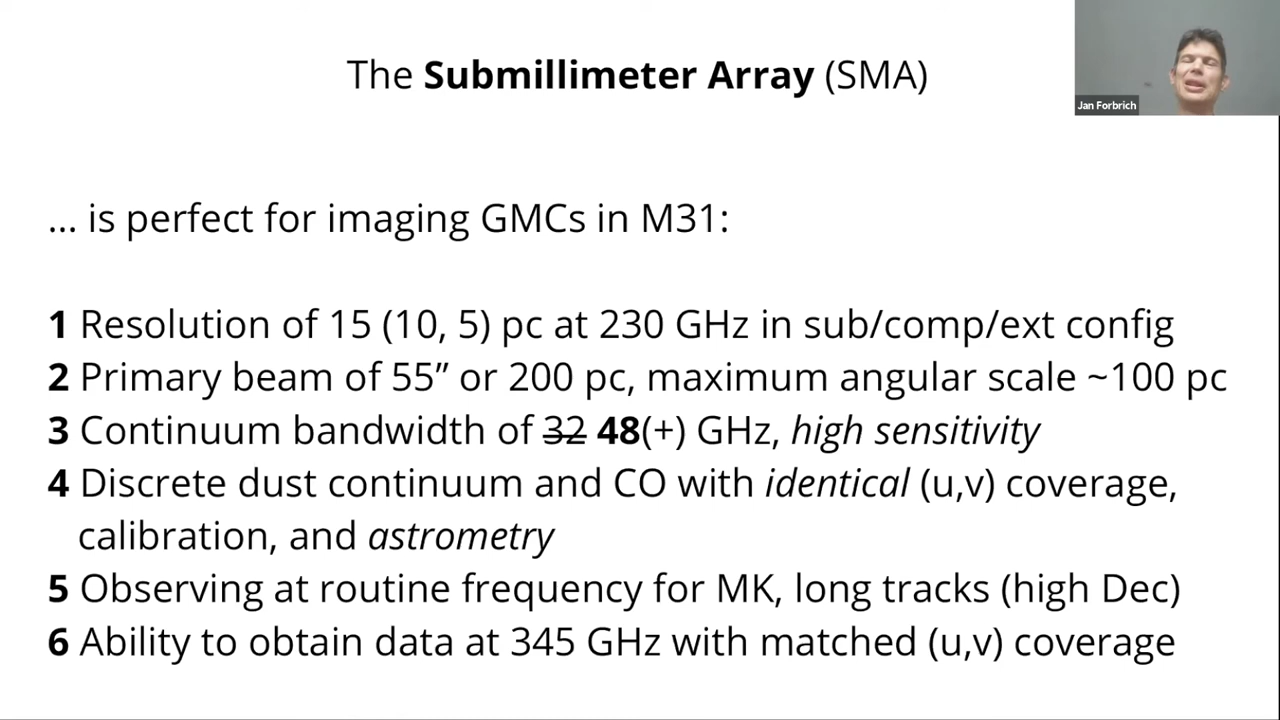 The Submillimeter Array (SMA)
Jan Forbrich
... is perfect for imaging GMCs in M31:
1 Resolution of 15 (10, 5) pc at 230 GHz in sub/comp/ext config
2 Primary beam of 55” or 200 pc, maximum angular scale ~100 pc
3 Continuum bandwidth of 32 48(+) GHz, high sensitivity
4 Discrete dust continuum and CO with identical (u,v) coverage,
calibration, and astrometry
5 Observing at routine frequency for MK, long tracks (high Dec)
6 Ability to obtain data at 345 GHz with matched (u,v) coverage